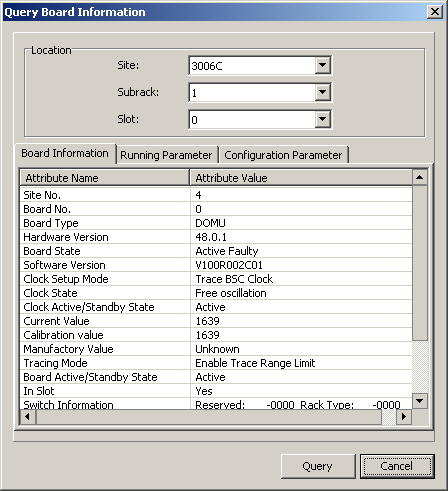 Query Board Information
Location
Site: 3006C
Subrack: 1
Slot: 0
Board Information Running Parameter Configuration Parameter
Attribute Name Attribute Value
Site No. 4
Board No. 0
Board Type DOMU
Hardware Version 48.0.1
Board State Active Faulty
Software Version V100R002C01
Clock Setup Mode Trace BSC Clock
Clock State Free oscillation
Clock Active/Standby State Active
Current Value 1639
Calibration value 1639
Manufactory Value Unknown
Tracing Mode Enable Trace Range Limit
Board Active/Standby State Active
In Slot Yes
Switch Information Reserved: -0000 Rack Type: -0000
Query Cancel